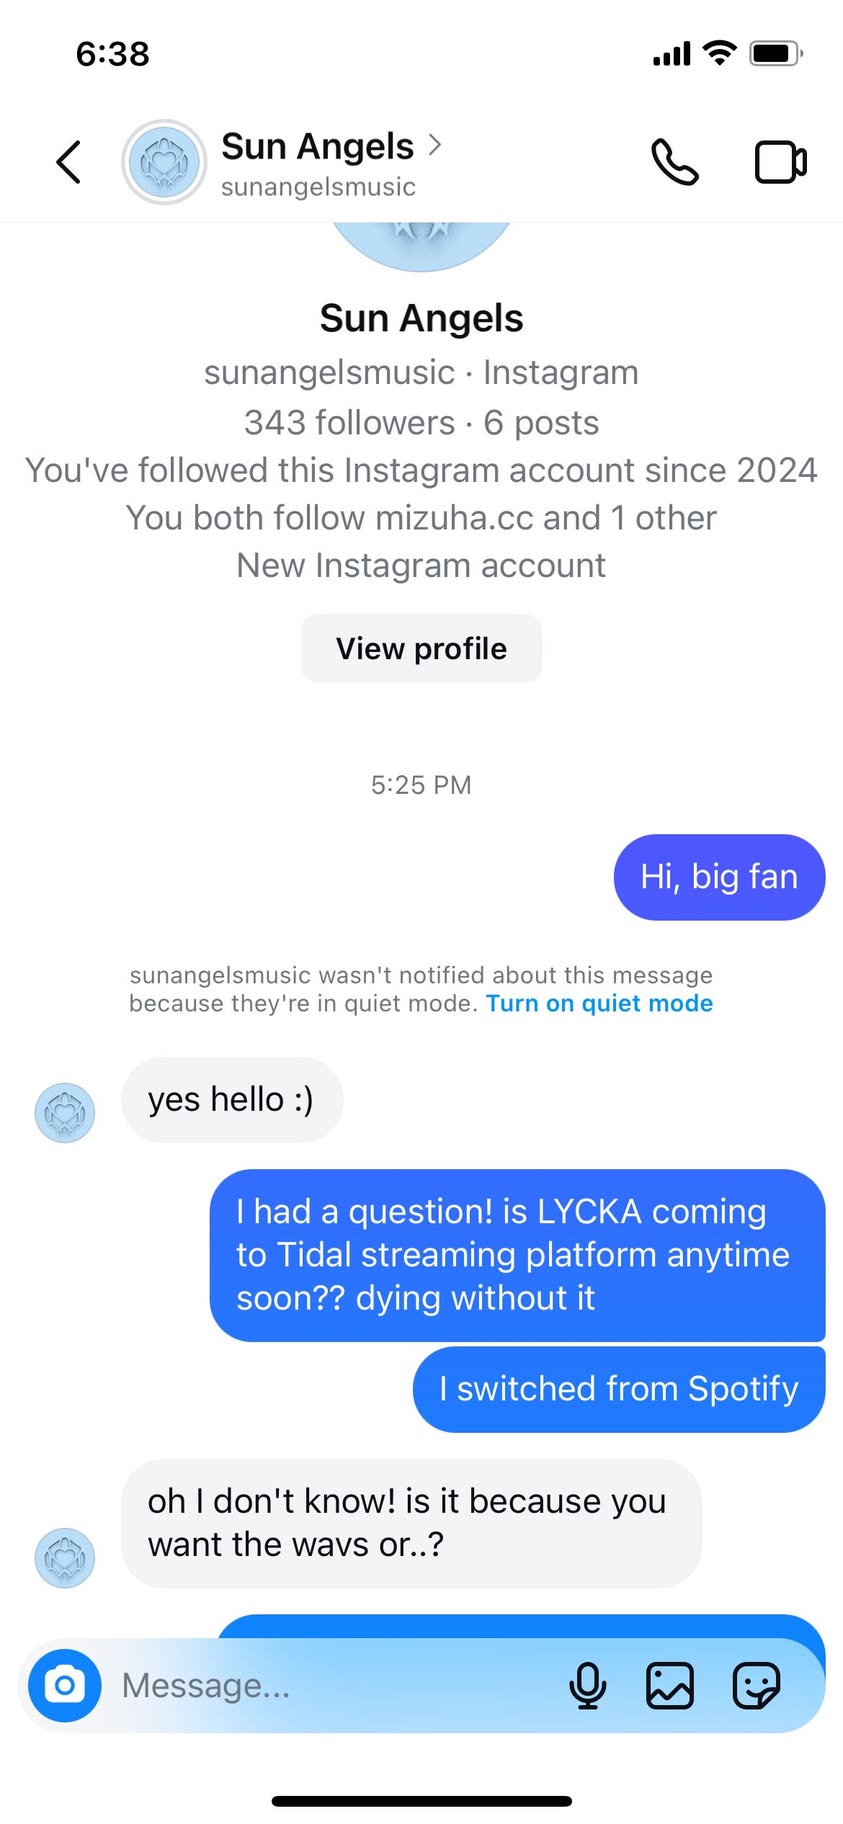 6:38
Sun Angels
sunangelsmusic
Sun Angels
sunangelsmusic · Instagram
343 followers · 6 posts
You've followed this Instagram account since 2024
You both follow mizuha.cc and 1 other
New Instagram account
View profile
5:25 PM
Hi, big fan
sunangelsmusic wasn't notified about this message
because they're in quiet mode. Turn on quiet mode
yes hello :)
I had a question! is LYCKA coming
to Tidal streaming platform anytime
soon?? dying without it
I switched from Spotify
oh I don't know! is it because you
want the wavs or..?
Message...